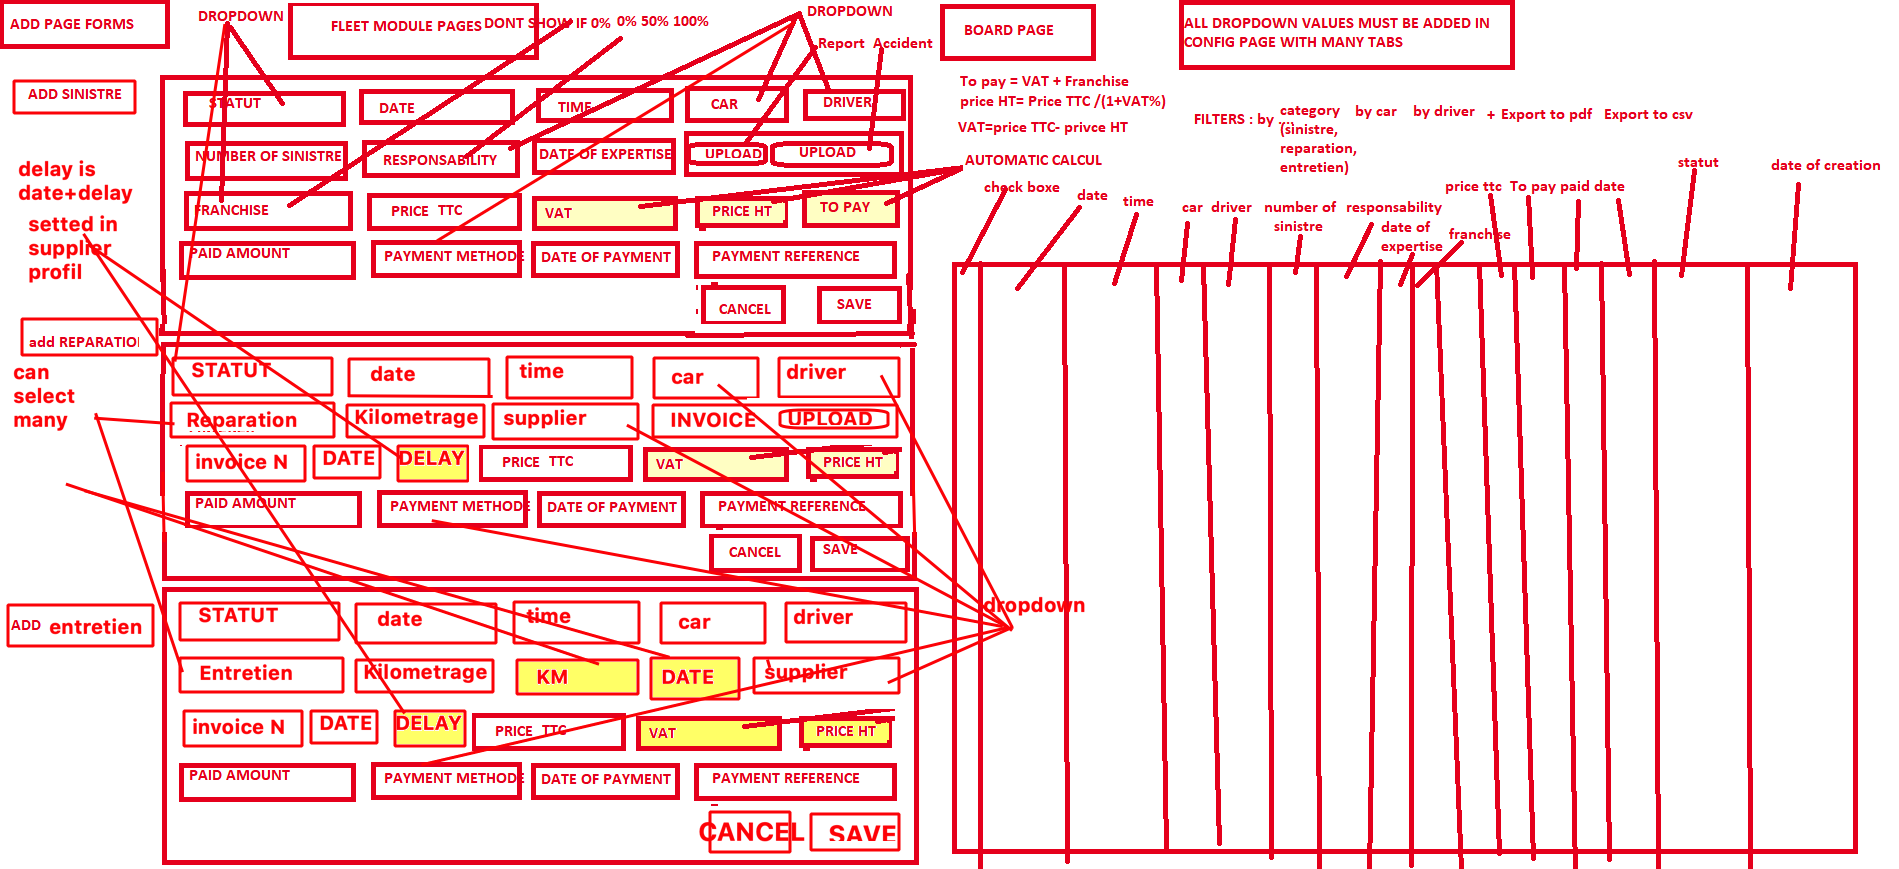 ADD PAGE FORMS
DROPDOWN
FLEET MODULE PAGES
DONT SHOW IF 0%
0% 50% 100%
DROPDOWN
Report Accident
BOARD PAGE
ALL DROPDOWN VALUES MUST BE ADDED IN
CONFIG PAGE WITH MANY TABS
ADD SINISTRE
STATUT
DATE
TIME
CAR
DRIVER
NUMBER OF SINISTRE
RESPONSABILITY
DATE OF EXPERTISE
UPLOAD
UPLOAD
FRANCHISE
PRICE TTC
VAT
PRICE HT
TO PAY
PAID AMOUNT
PAYMENT METHODE
DATE OF PAYMENT
PAYMENT REFERENCE
CANCEL
SAVE
delay is
date+delay
setted in
supplier
profil
To pay = VAT + Franchise
price HT= Price TTC /(1+VAT%)
VAT=price TTC- privce HT
AUTOMATIC CALCUL
FILTERS : by ...
category
(sinistre,
reparation,
entretien)
by car
by driver
+ Export to pdf
Export to csv
check boxe
date
time
car
driver
number of
sinistre
responsability
date of
expertise
franchise
price ttc
To pay
paid
date
statut
date of creation
add REPARATIO
can
select
many
STATUT
date
time
car
driver
Reparation
Kilometrage
supplier
INVOICE
UPLOAD
invoice N
DATE
DELAY
PRICE TTC
VAT
PRICE HT
PAID AMOUNT
PAYMENT METHODE
DATE OF PAYMENT
PAYMENT REFERENCE
CANCEL
SAVE
dropdown
ADD entretien
STATUT
date
time
car
driver
Entretien
Kilometrage
KM
DATE
supplier
invoice N
DATE
DELAY
PRICE TTC
VAT
PRICE HT
PAID AMOUNT
PAYMENT METHODE
DATE OF PAYMENT
PAYMENT REFERENCE
CANCEL
SAVE